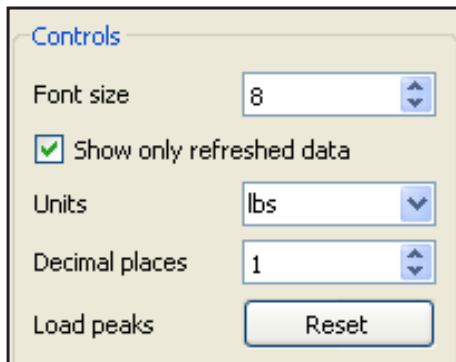 Controls
Font size 8
Show only refreshed data
Units lbs
Decimal places 1
Load peaks Reset